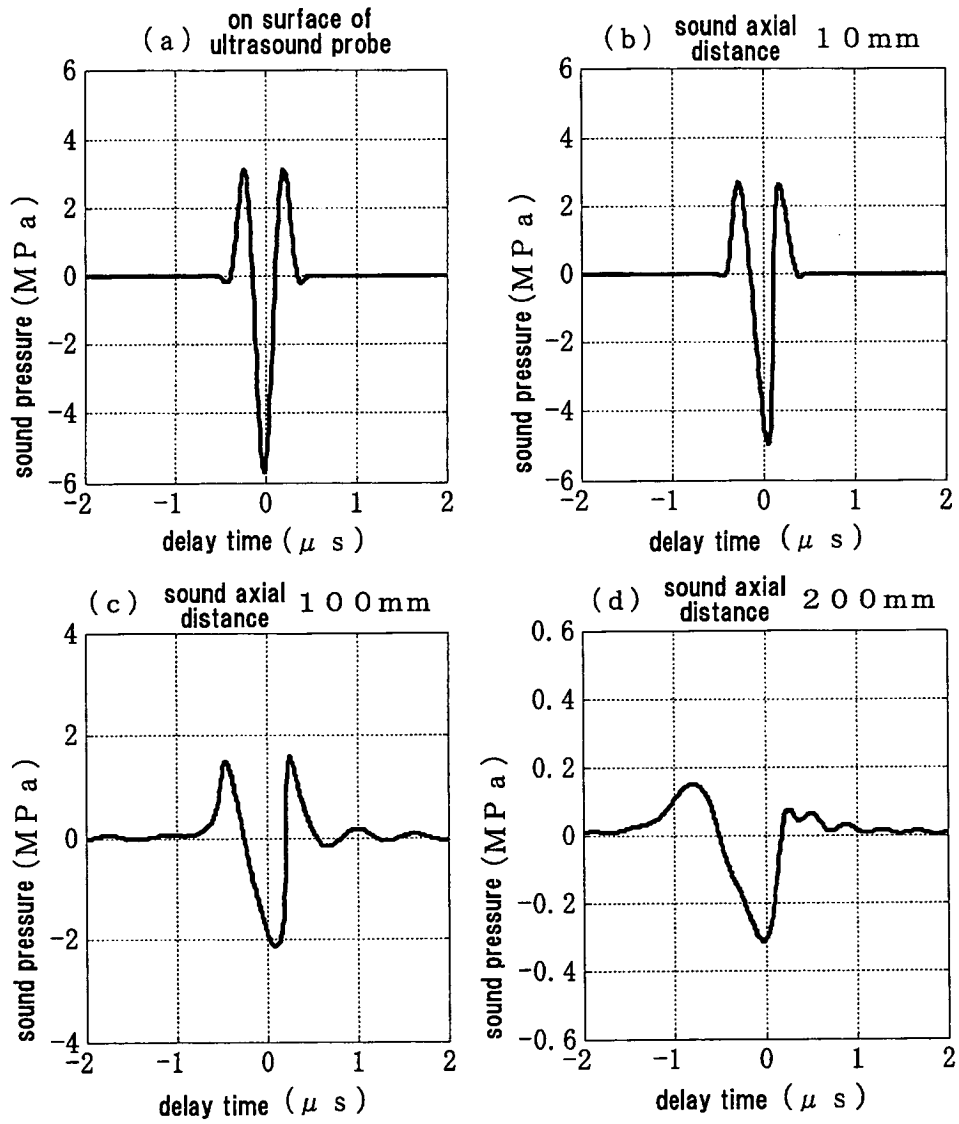 (a) on surface of
ultrasound probe
6
4
2
0
-2
-4
-6
-2 -1 0 1 2
sound pressure (MPa)
delay time (μs)
(b) sound axial
distance 10mm
6
4
2
0
-2
-4
-6
-2 -1 0 1 2
sound pressure (MPa)
delay time (μs)
(c) sound axial
distance 100mm
4
2
0
-2
-4
-2 -1 0 1 2
sound pressure (MPa)
delay time (μs)
(d) sound axial
distance 200mm
0.6
0.4
0.2
0
-0.2
-0.4
-0.6
-2 -1 0 1 2
sound pressure (MPa)
delay time (μs)